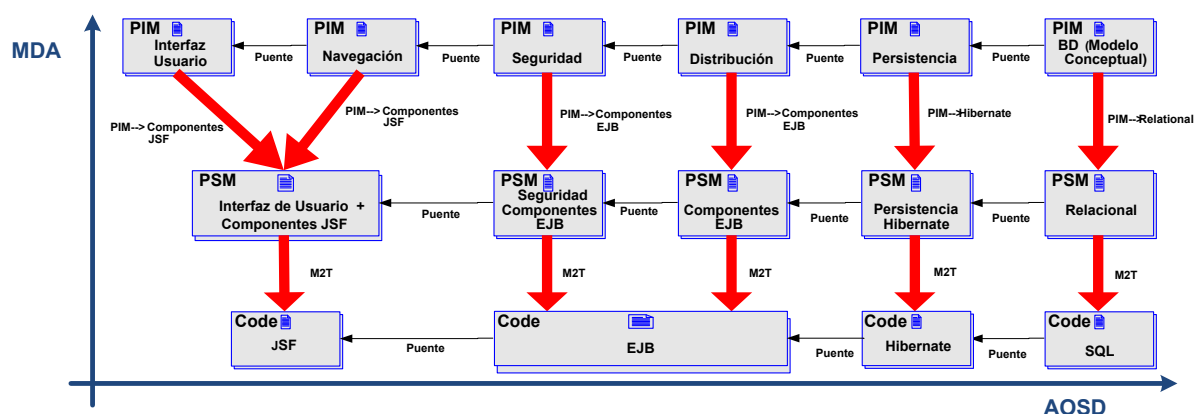 MDA
PIM
Interfaz
Usuario
Puente
PIM
Navegación
Puente
PIM
Seguridad
Puente
PIM
Distribución
Puente
PIM
Persistencia
Puente
PIM
BD (Modelo
Conceptual)
PIM--> Componentes
JSF
PIM--> Componentes
JSF
PIM--> Componentes
EJB
PIM--> Componentes
EJB
PIM-->Hibernate
PIM-->Relational
PSM
Interfaz de Usuario +
Componentes JSF
Puente
PSM
Seguridad
Componentes
EJB
Puente
PSM
Componentes
EJB
Puente
PSM
Persistencia
Hibernate
Puente
PSM
Relacional
M2T
M2T
M2T
M2T
M2T
Code
JSF
Puente
Code
EJB
Puente
Code
Hibernate
Puente
Code
SQL
AOSD